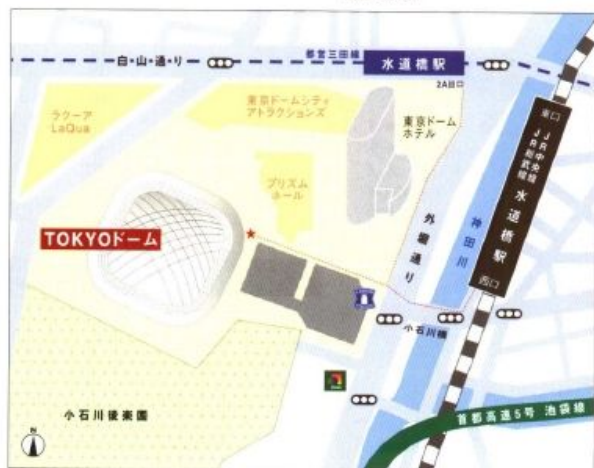 白・山・通・り
都営三田線
水道橋駅
2A出口
ラクーア
LaQua
東京ドームシティ
アトラクションズ
東京ドーム
ホテル
プリズム
ホール
TOKYOドーム
外堀通り
神田川
東口
JR中央線
JR総武線
水道橋駅
西口
小石川橋
小石川後楽園
首都高速5号 池袋線
N